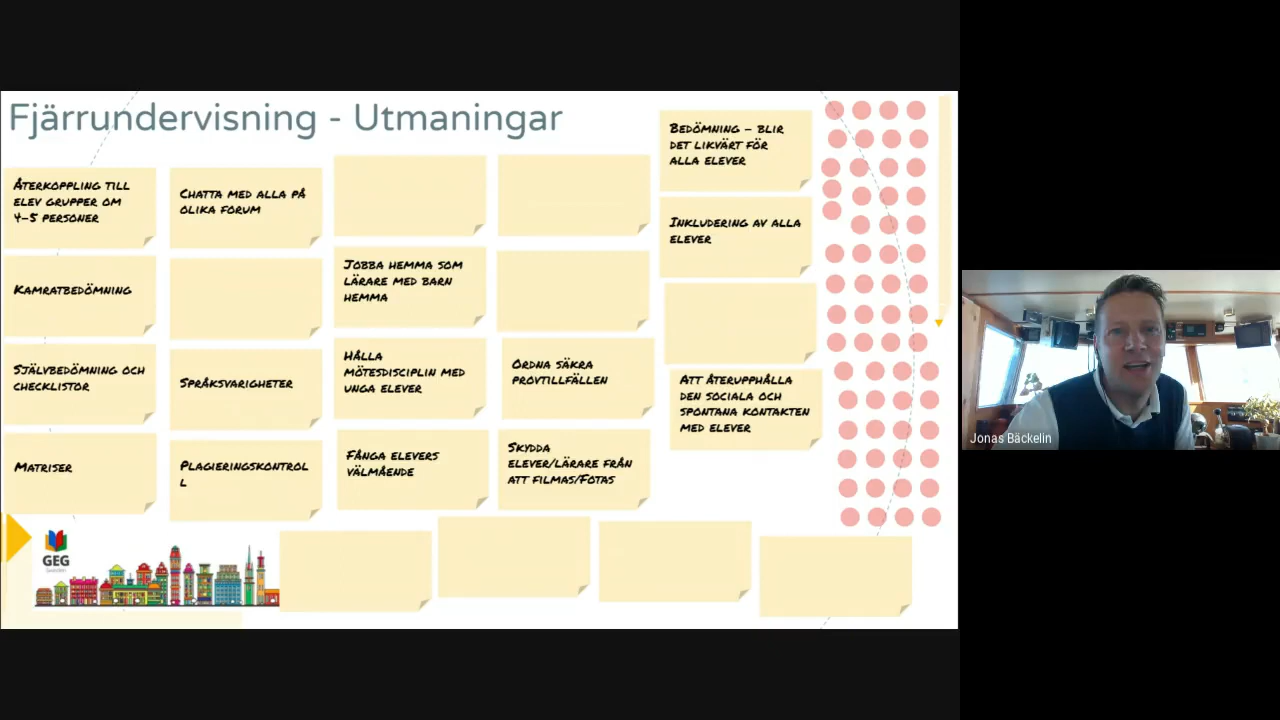 Fjärrundervisning - Utmaningar
Återkoppling till
elev grupper om
4-5 personer
Kamratbedömning
Självbedömning och
checklistor
Matriser
Chatta med alla på
olika forum
Språksvarigheter
Plagieringskontrol
l
Jobba hemma som
lärare med barn
hemma
Hålla
mötesdisciplin med
unga elever
Fånga elevers
välmående
Ordna säkra
provtillfällen
Skydda
elever/lärare från
att filmas/Fotas
Bedömning - blir
det likvärt för
alla elever
Inkludering av alla
elever
Att återupphålla
den sociala och
spontana kontakten
med elever
GEG
Sweden
Jonas Bäckelin